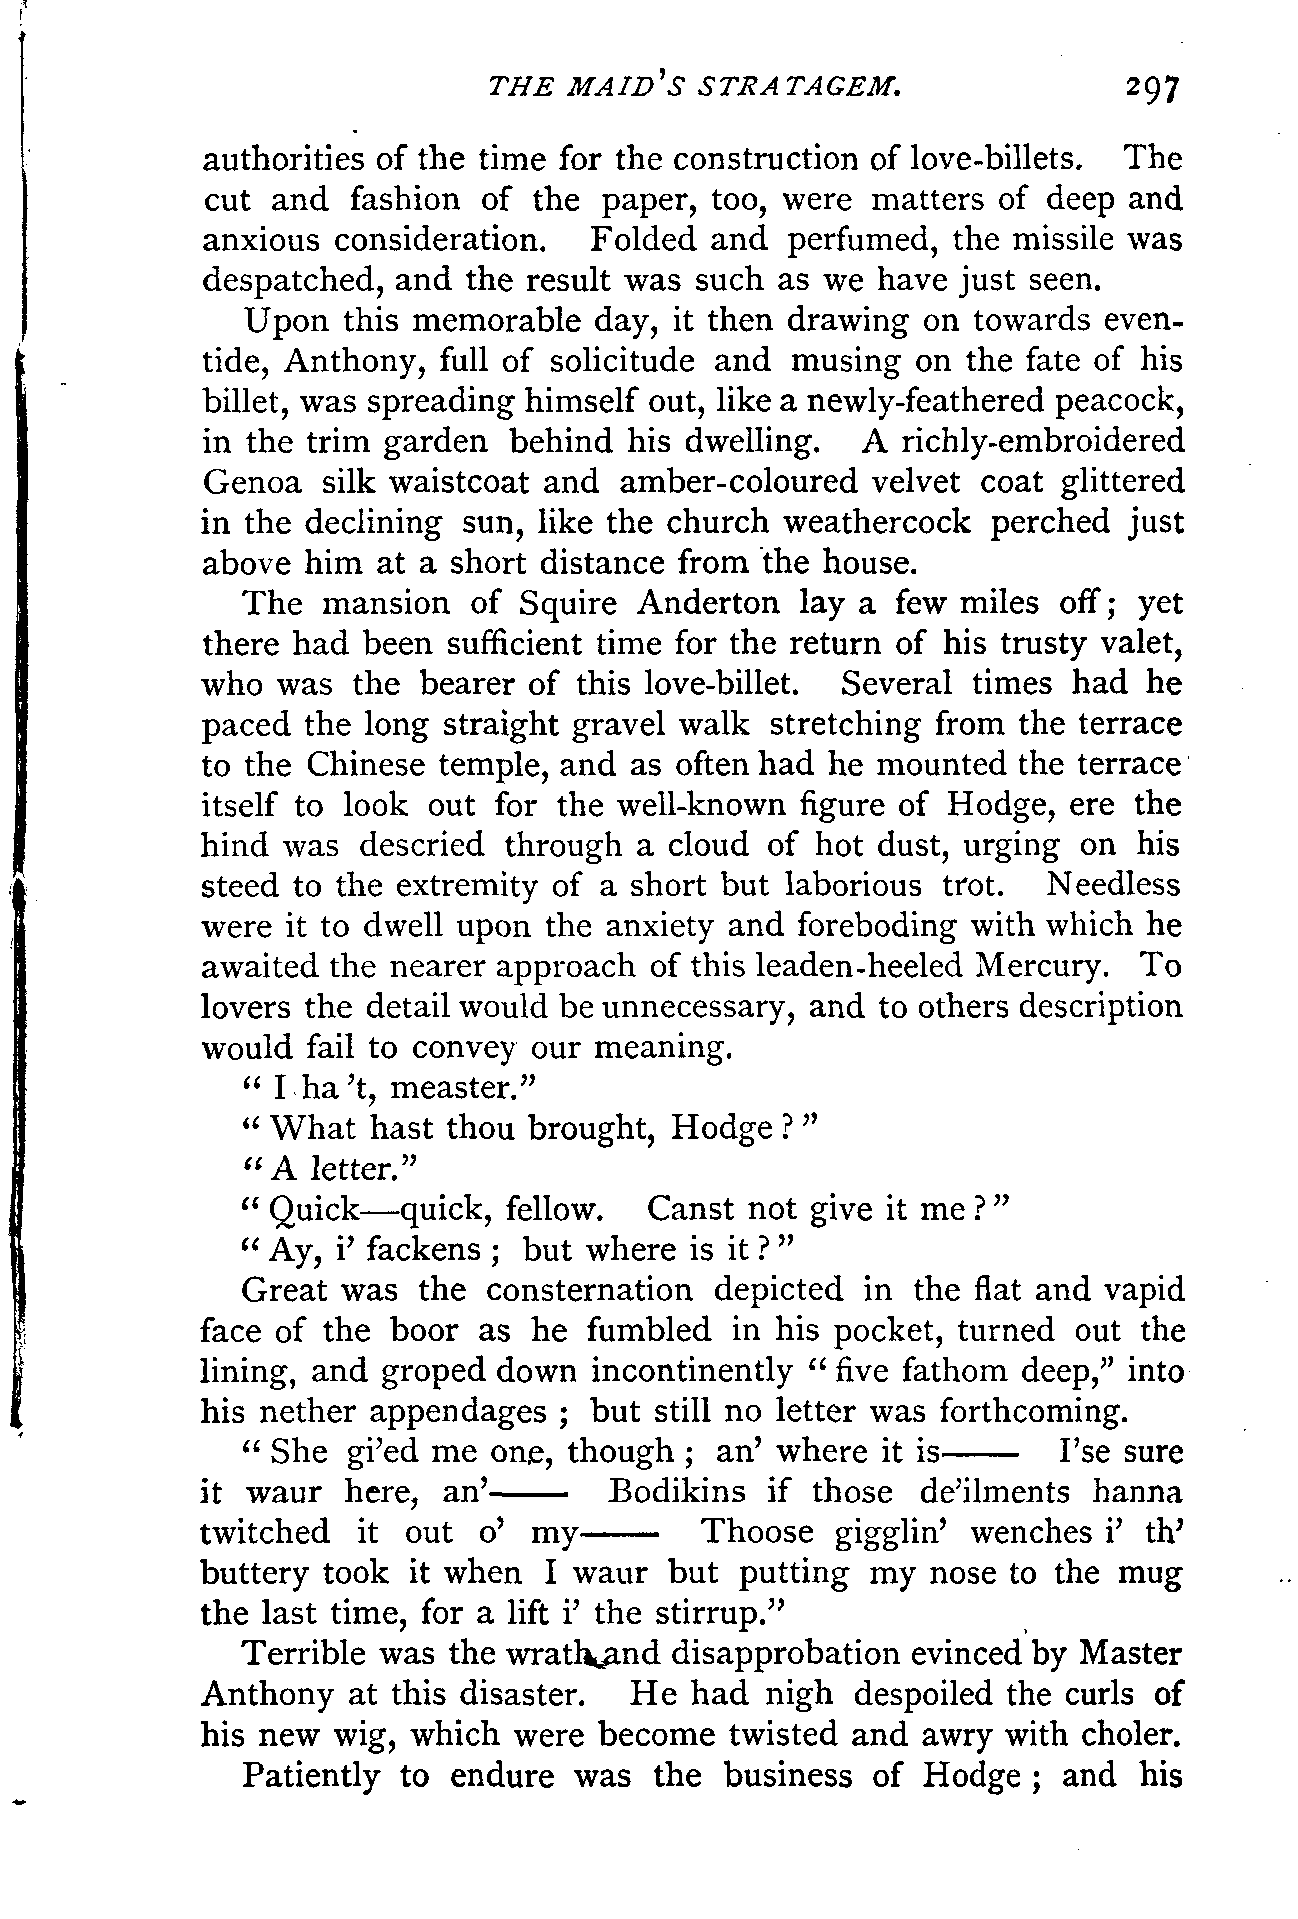 THE MAID'S STRATAGEM. 297
authorities of the time for the construction of love-billets. The
cut and fashion of the paper, too, were matters of deep and
anxious consideration. Folded and perfumed, the missile was
despatched, and the result was such as we have just seen.
Upon this memorable day, it then drawing on towards even-
tide, Anthony, full of solicitude and musing on the fate of his
billet, was spreading himself out, like a newly-feathered peacock,
in the trim garden behind his dwelling. A richly-embroidered
Genoa silk waistcoat and amber-coloured velvet coat glittered
in the declining sun, like the church weathercock perched just
above him at a short distance from the house.
The mansion of Squire Anderton lay a few miles off; yet
there had been sufficient time for the return of his trusty valet,
who was the bearer of this love-billet. Several times had he
paced the long straight gravel walk stretching from the terrace
to the Chinese temple, and as often had he mounted the terrace
itself to look out for the well-known figure of Hodge, ere the
hind was descried through a cloud of hot dust, urging on his
steed to the extremity of a short but laborious trot. Needless
were it to dwell upon the anxiety and foreboding with which he
awaited the nearer approach of this leaden-heeled Mercury. To
lovers the detail would be unnecessary, and to others description
would fail to convey our meaning.
"I ha 't, measter."
"What hast thou brought, Hodge?"
"A letter."
"Quick—quick, fellow. Canst not give it me?"
"Ay, i' fackens; but where is it?"
Great was the consternation depicted in the flat and vapid
face of the boor as he fumbled in his pocket, turned out the
lining, and groped down incontinently "five fathom deep," into
his nether appendages; but still no letter was forthcoming.
"She gi'ed me one, though; an' where it is—— I'se sure
it waur here, an'—— Bodikins if those de'ilments hanna
twitched it out o' my—— Thoose gigglin' wenches i' th'
buttery took it when I waur but putting my nose to the mug
the last time, for a lift i' the stirrup."
Terrible was the wrath and disapprobation evinced by Master
Anthony at this disaster. He had nigh despoiled the curls of
his new wig, which were become twisted and awry with choler.
Patiently to endure was the business of Hodge; and his